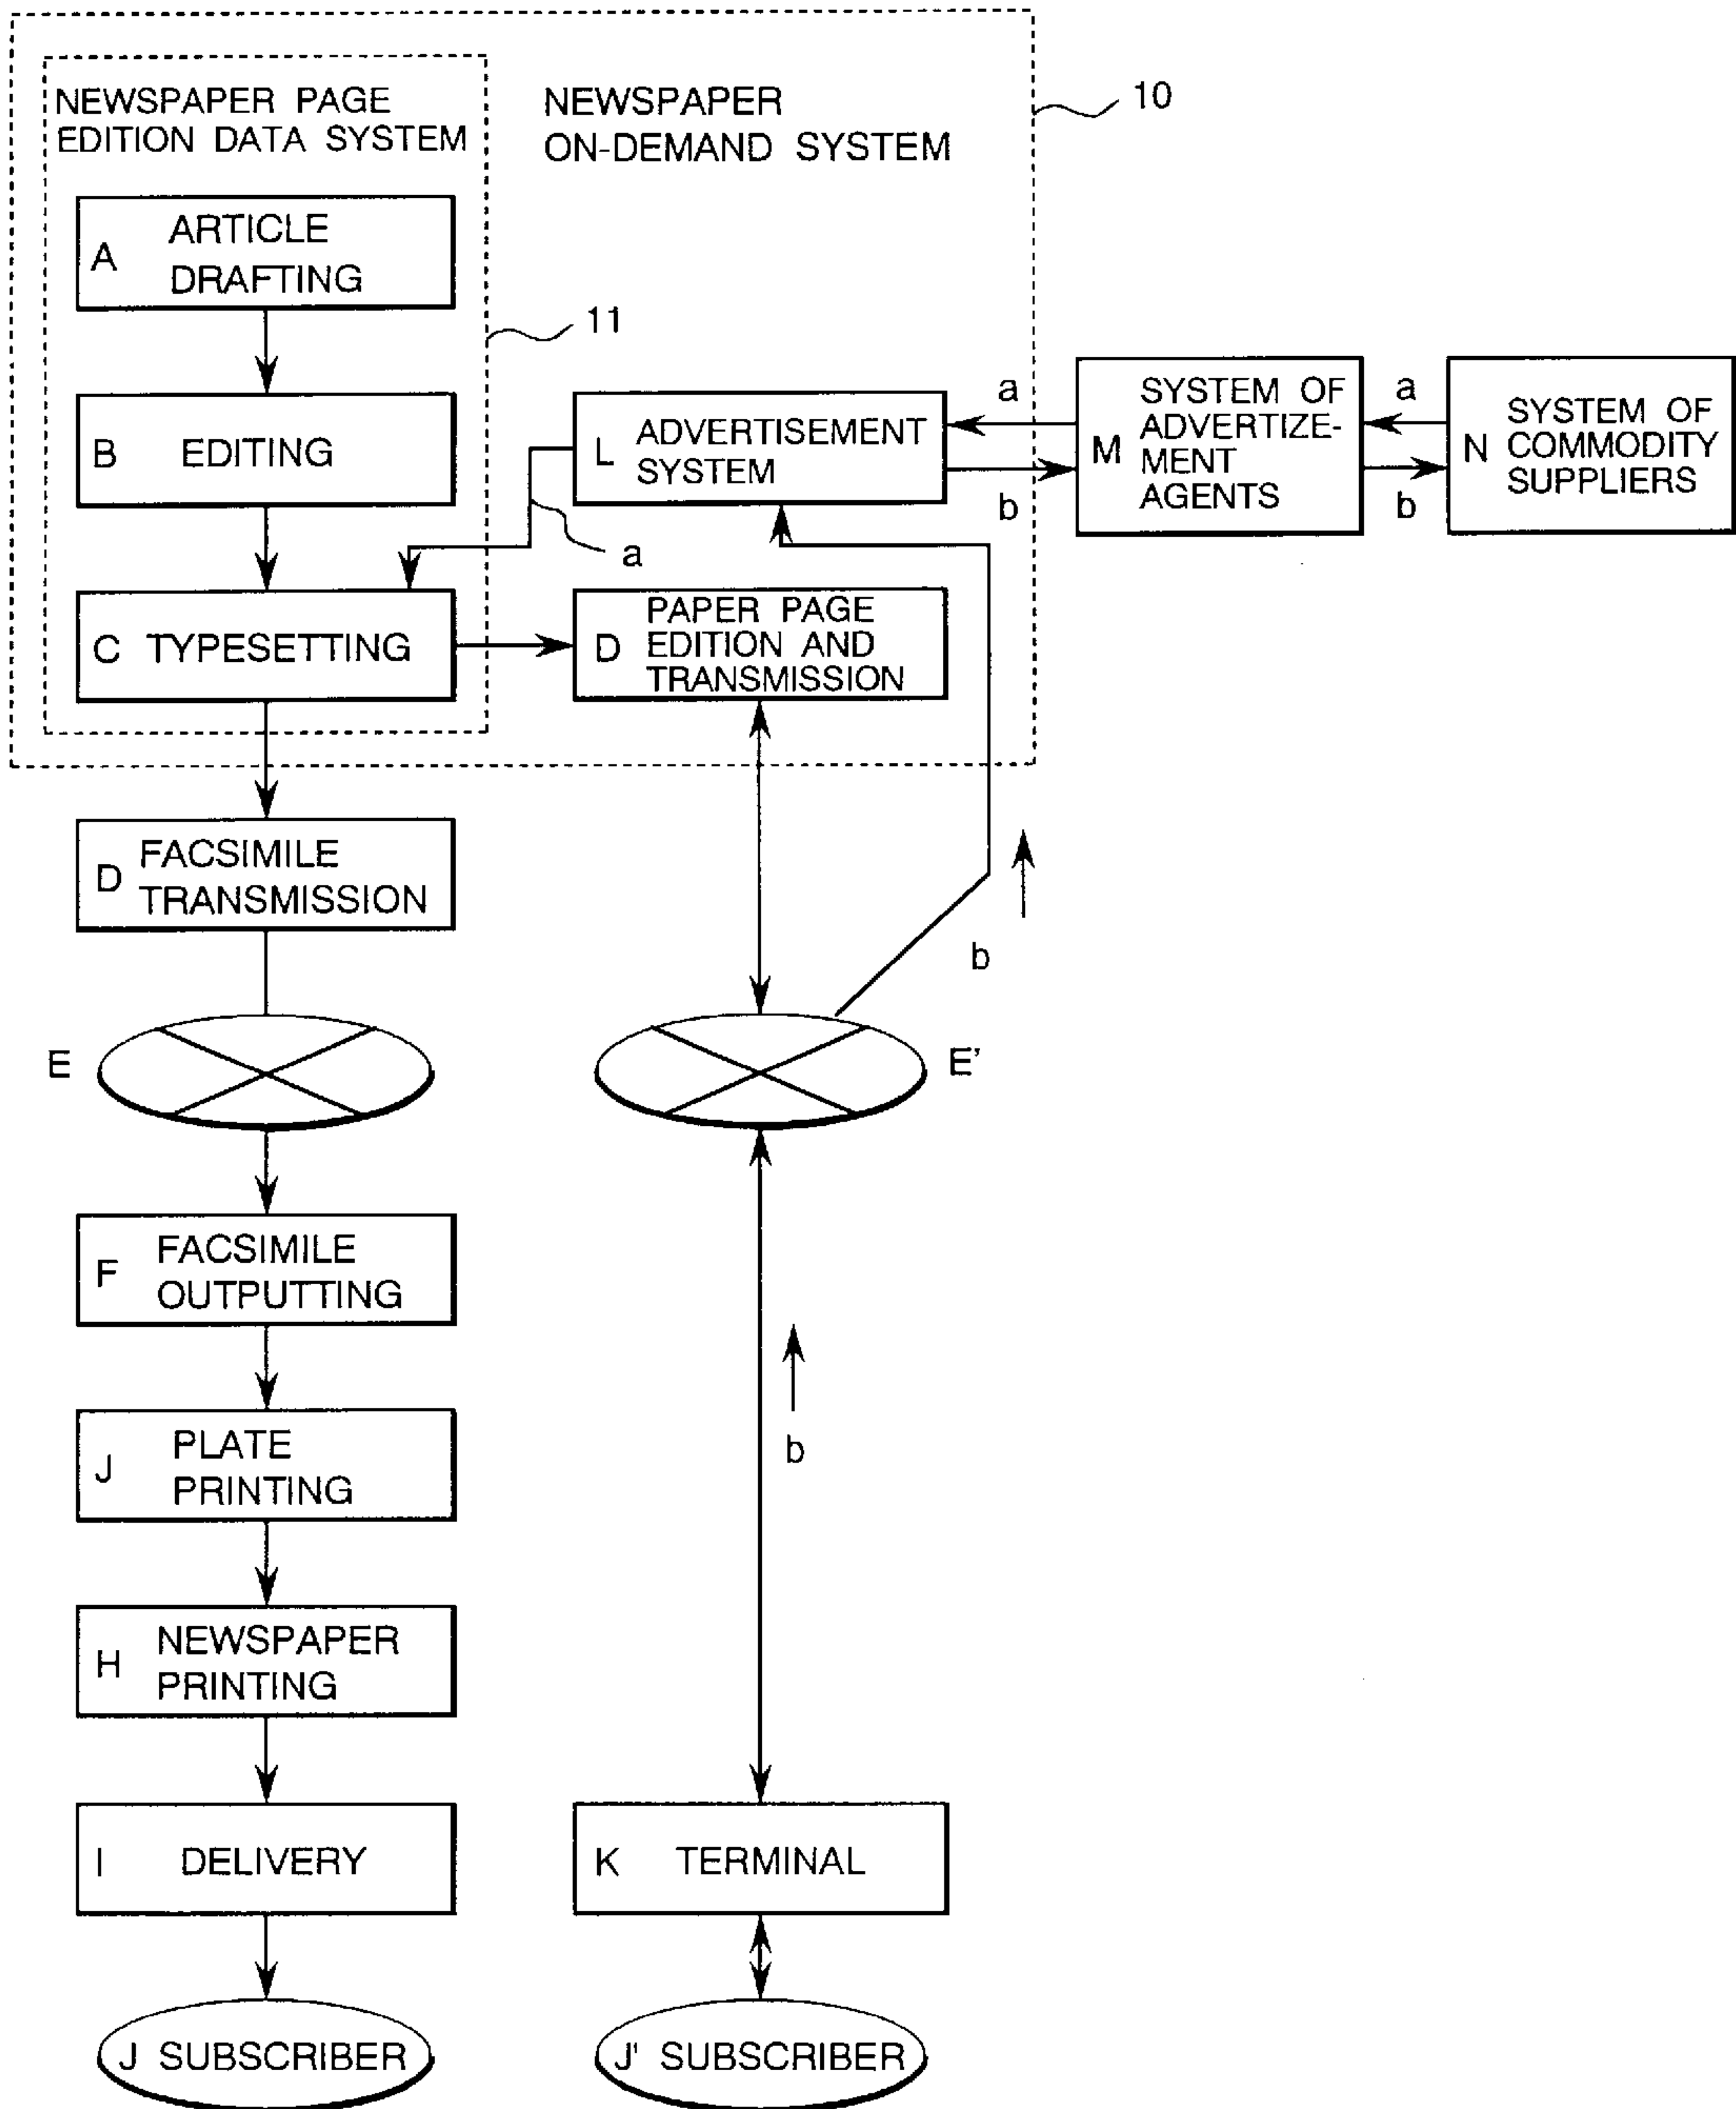 NEWSPAPER PAGE
EDITION DATA SYSTEM
NEWSPAPER
ON-DEMAND SYSTEM
10
A ARTICLE
DRAFTING
11
B EDITING
L ADVERTISEMENT
SYSTEM
a
b
M SYSTEM OF
ADVERTIZE-
MENT
AGENTS
a
b
N SYSTEM OF
COMMODITY
SUPPLIERS
a
C TYPESETTING
D PAPER PAGE
EDITION AND
TRANSMISSION
D FACSIMILE
TRANSMISSION
b
E
E'
F FACSIMILE
OUTPUTTING
b
J PLATE
PRINTING
H NEWSPAPER
PRINTING
I DELIVERY
K TERMINAL
J SUBSCRIBER
J' SUBSCRIBER